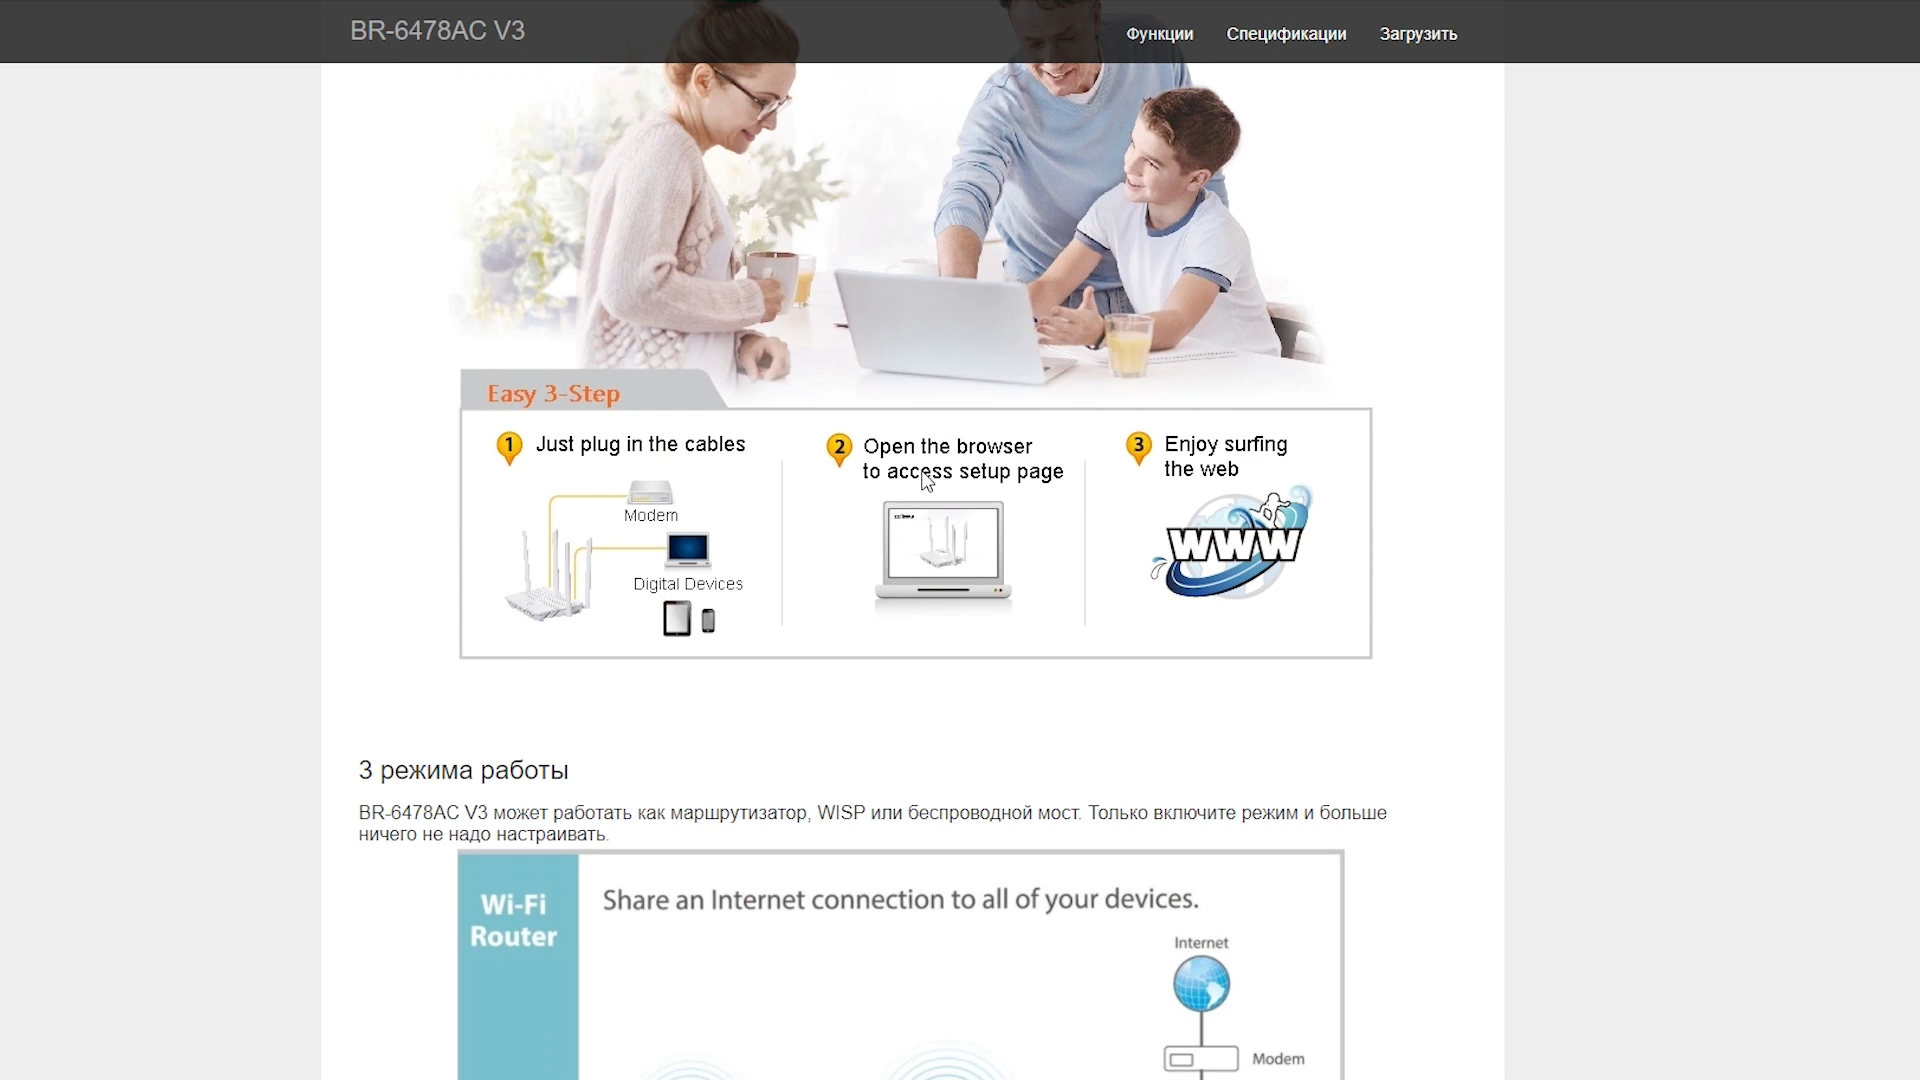 BR-6478AC V3
Функции
Спецификации
Загрузить
Easy 3-Step
1 Just plug in the cables
Modem
Digital Devices
2 Open the browser
to access setup page
3 Enjoy surfing
the web
WWW
3 режима работы
BR-6478AC V3 может работать как маршрутизатор, WISP или беспроводной мост. Только включите режим и больше
ничего не надо настраивать.
Wi-Fi
Router
Share an Internet connection to all of your devices.
Internet
Modem